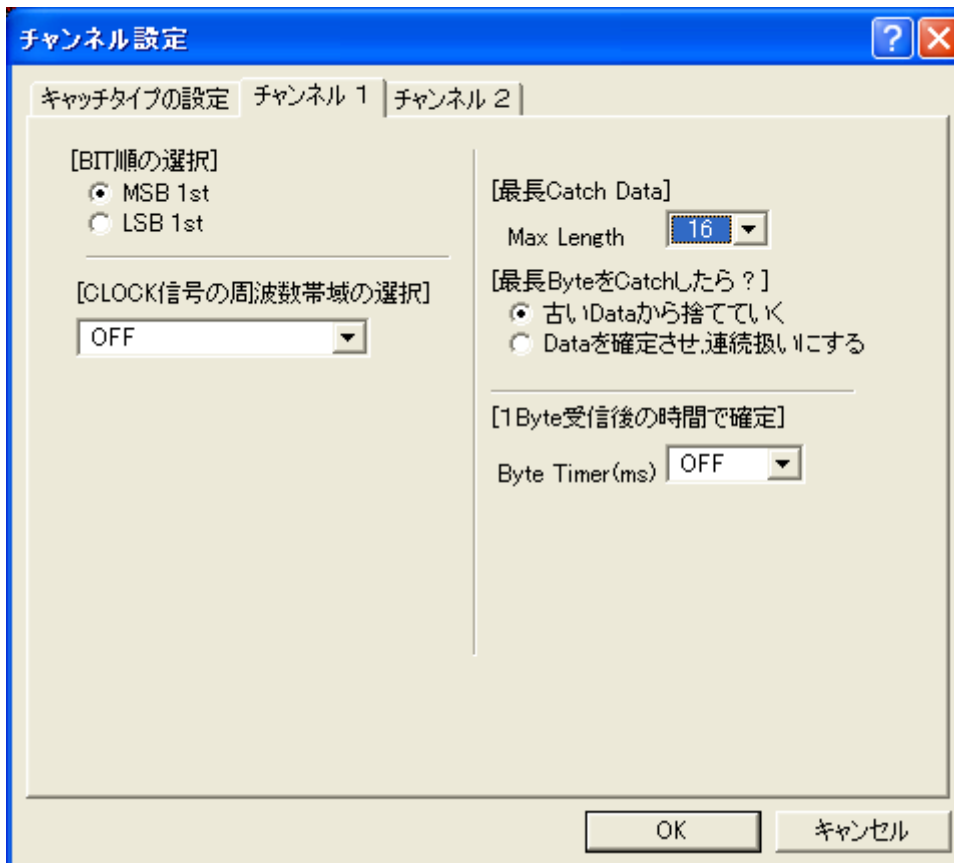 チャンネル設定
キャッチタイプの設定 チャンネル 1 チャンネル 2
[BIT順の選択]
MSB 1st
LSB 1st
[CLOCK信号の周波数帯域の選択]
OFF
[最長Catch Data]
Max Length 16
[最長ByteをCatchしたら？]
古いDataから捨てていく
Dataを確定させ,連続扱いにする
[1Byte受信後の時間で確定]
Byte Timer(ms) OFF
OK キャンセル